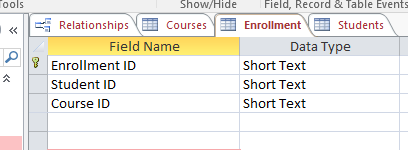 Tools Show/Hide Field, Record & Table Events
Relationships Courses Enrollment Students
Field Name Data Type
Enrollment ID Short Text
Student ID Short Text
Course ID Short Text